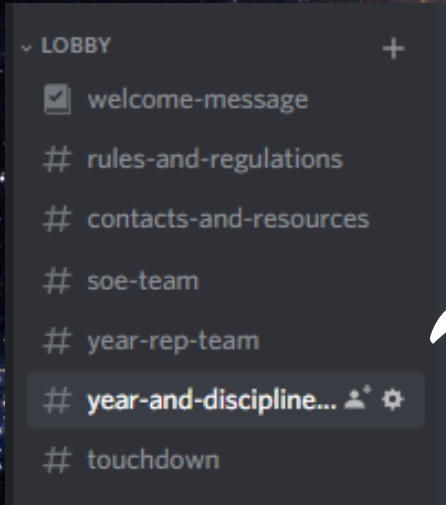 LOBBY
welcome-message
rules-and-regulations
contacts-and-resources
soe-team
year-rep-team
year-and-discipline...
touchdown